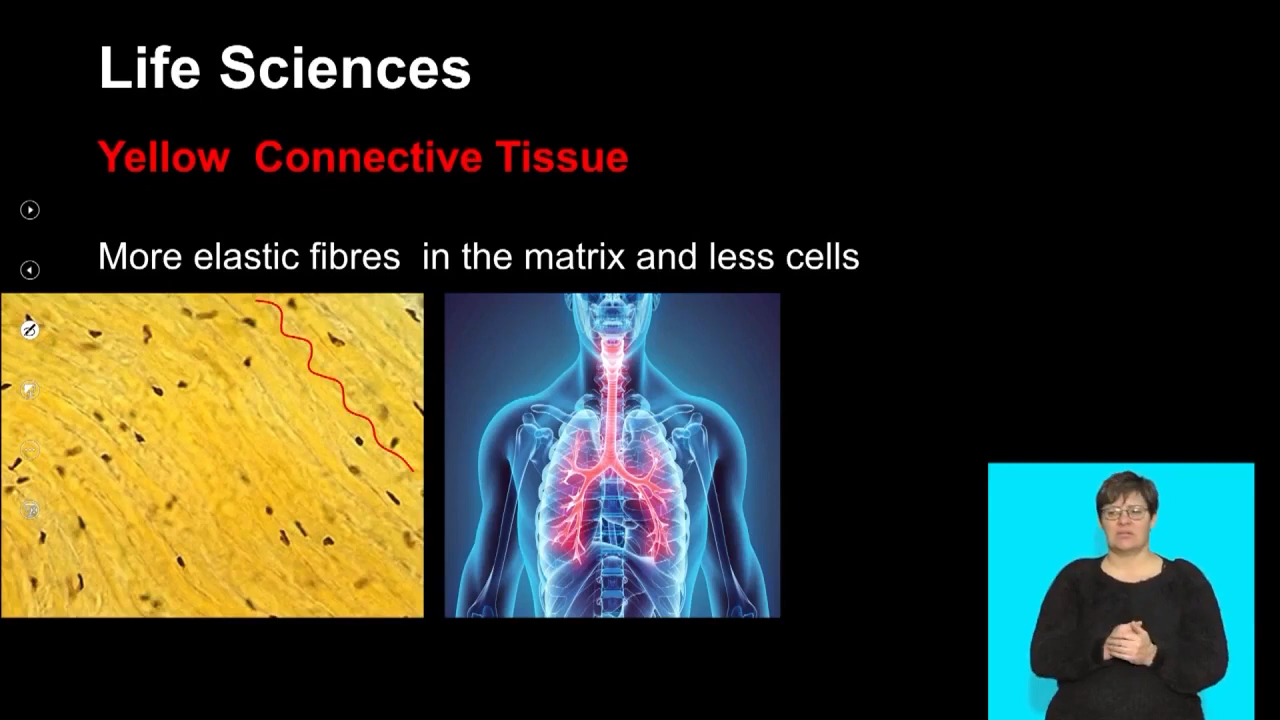 Life Sciences
Yellow Connective Tissue
More elastic fibres in the matrix and less cells